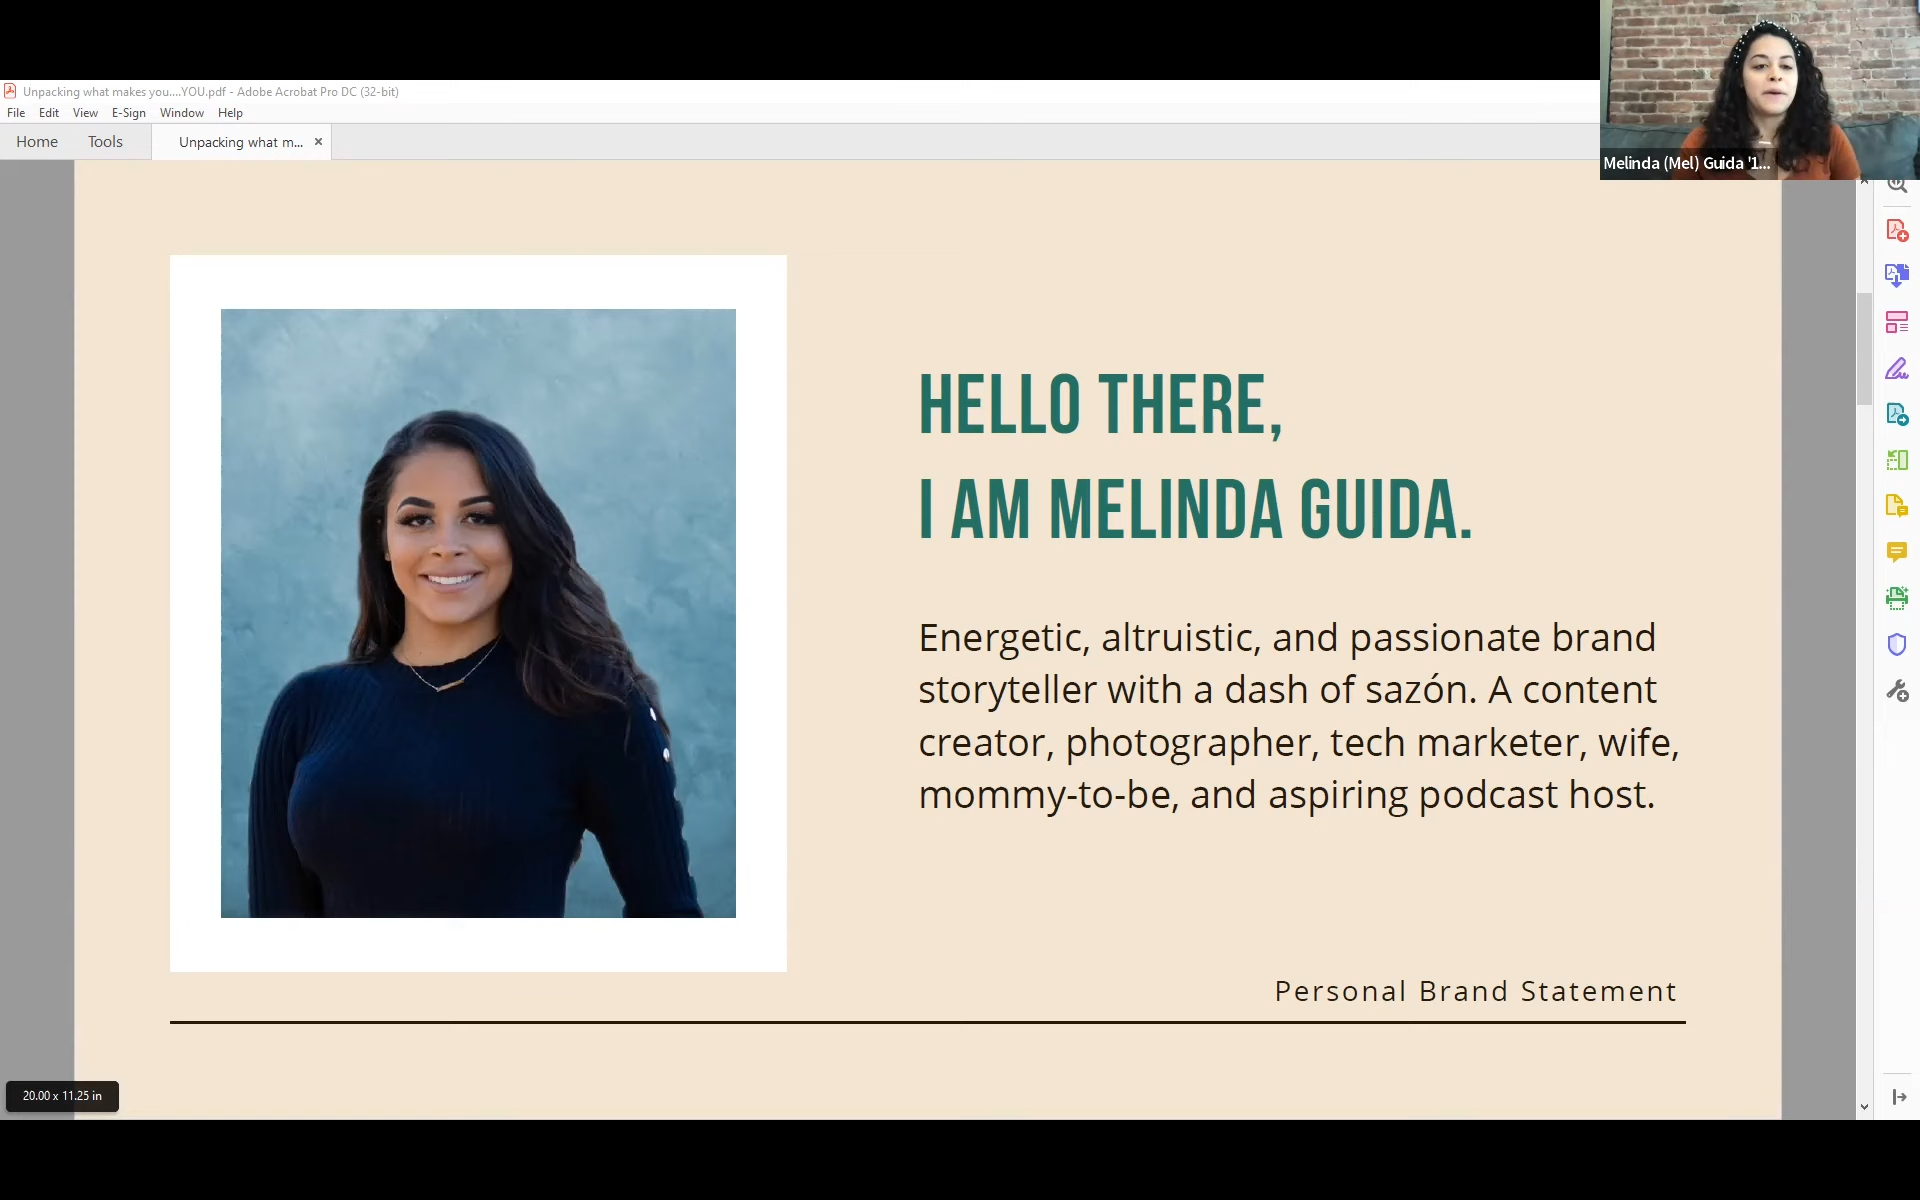 Unpacking what makes you....YOU.pdf - Adobe Acrobat Pro DC (32-bit)
File Edit View E-Sign Window Help
Home Tools Unpacking what m...
Melinda (Mel) Guida '1...
HELLO THERE,
I AM MELINDA GUIDA.
Energetic, altruistic, and passionate brand
storyteller with a dash of sazón. A content
creator, photographer, tech marketer, wife,
mommy-to-be, and aspiring podcast host.
Personal Brand Statement
20.00 x 11.25 in